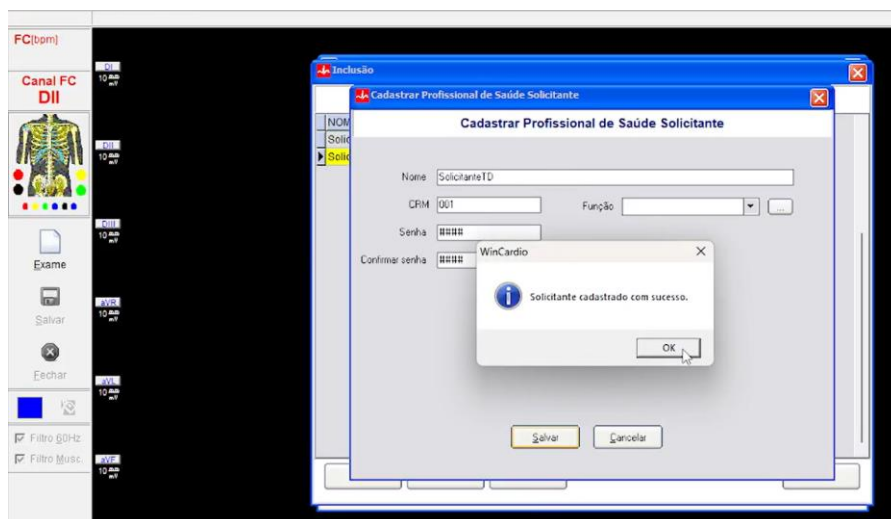 FC[bpm]
Canal FC
DII
Exame
Salvar
Fechar
Filtro 60Hz
Filtro Musc.
DI
10 mm
mV
DII
10 mm
mV
DIII
10 mm
mV
aVR
10 mm
mV
aVL
10 mm
mV
aVF
10 mm
mV
Inclusão
Cadastrar Profissional de Saúde Solicitante
Cadastrar Profissional de Saúde Solicitante
NOM
Solic
Solic
Nome SolicitanteTD
CRM 001 Função ...
Senha ####
Confirmar senha ####
WinCardio
Solicitante cadastrado com sucesso.
OK
Salvar Cancelar